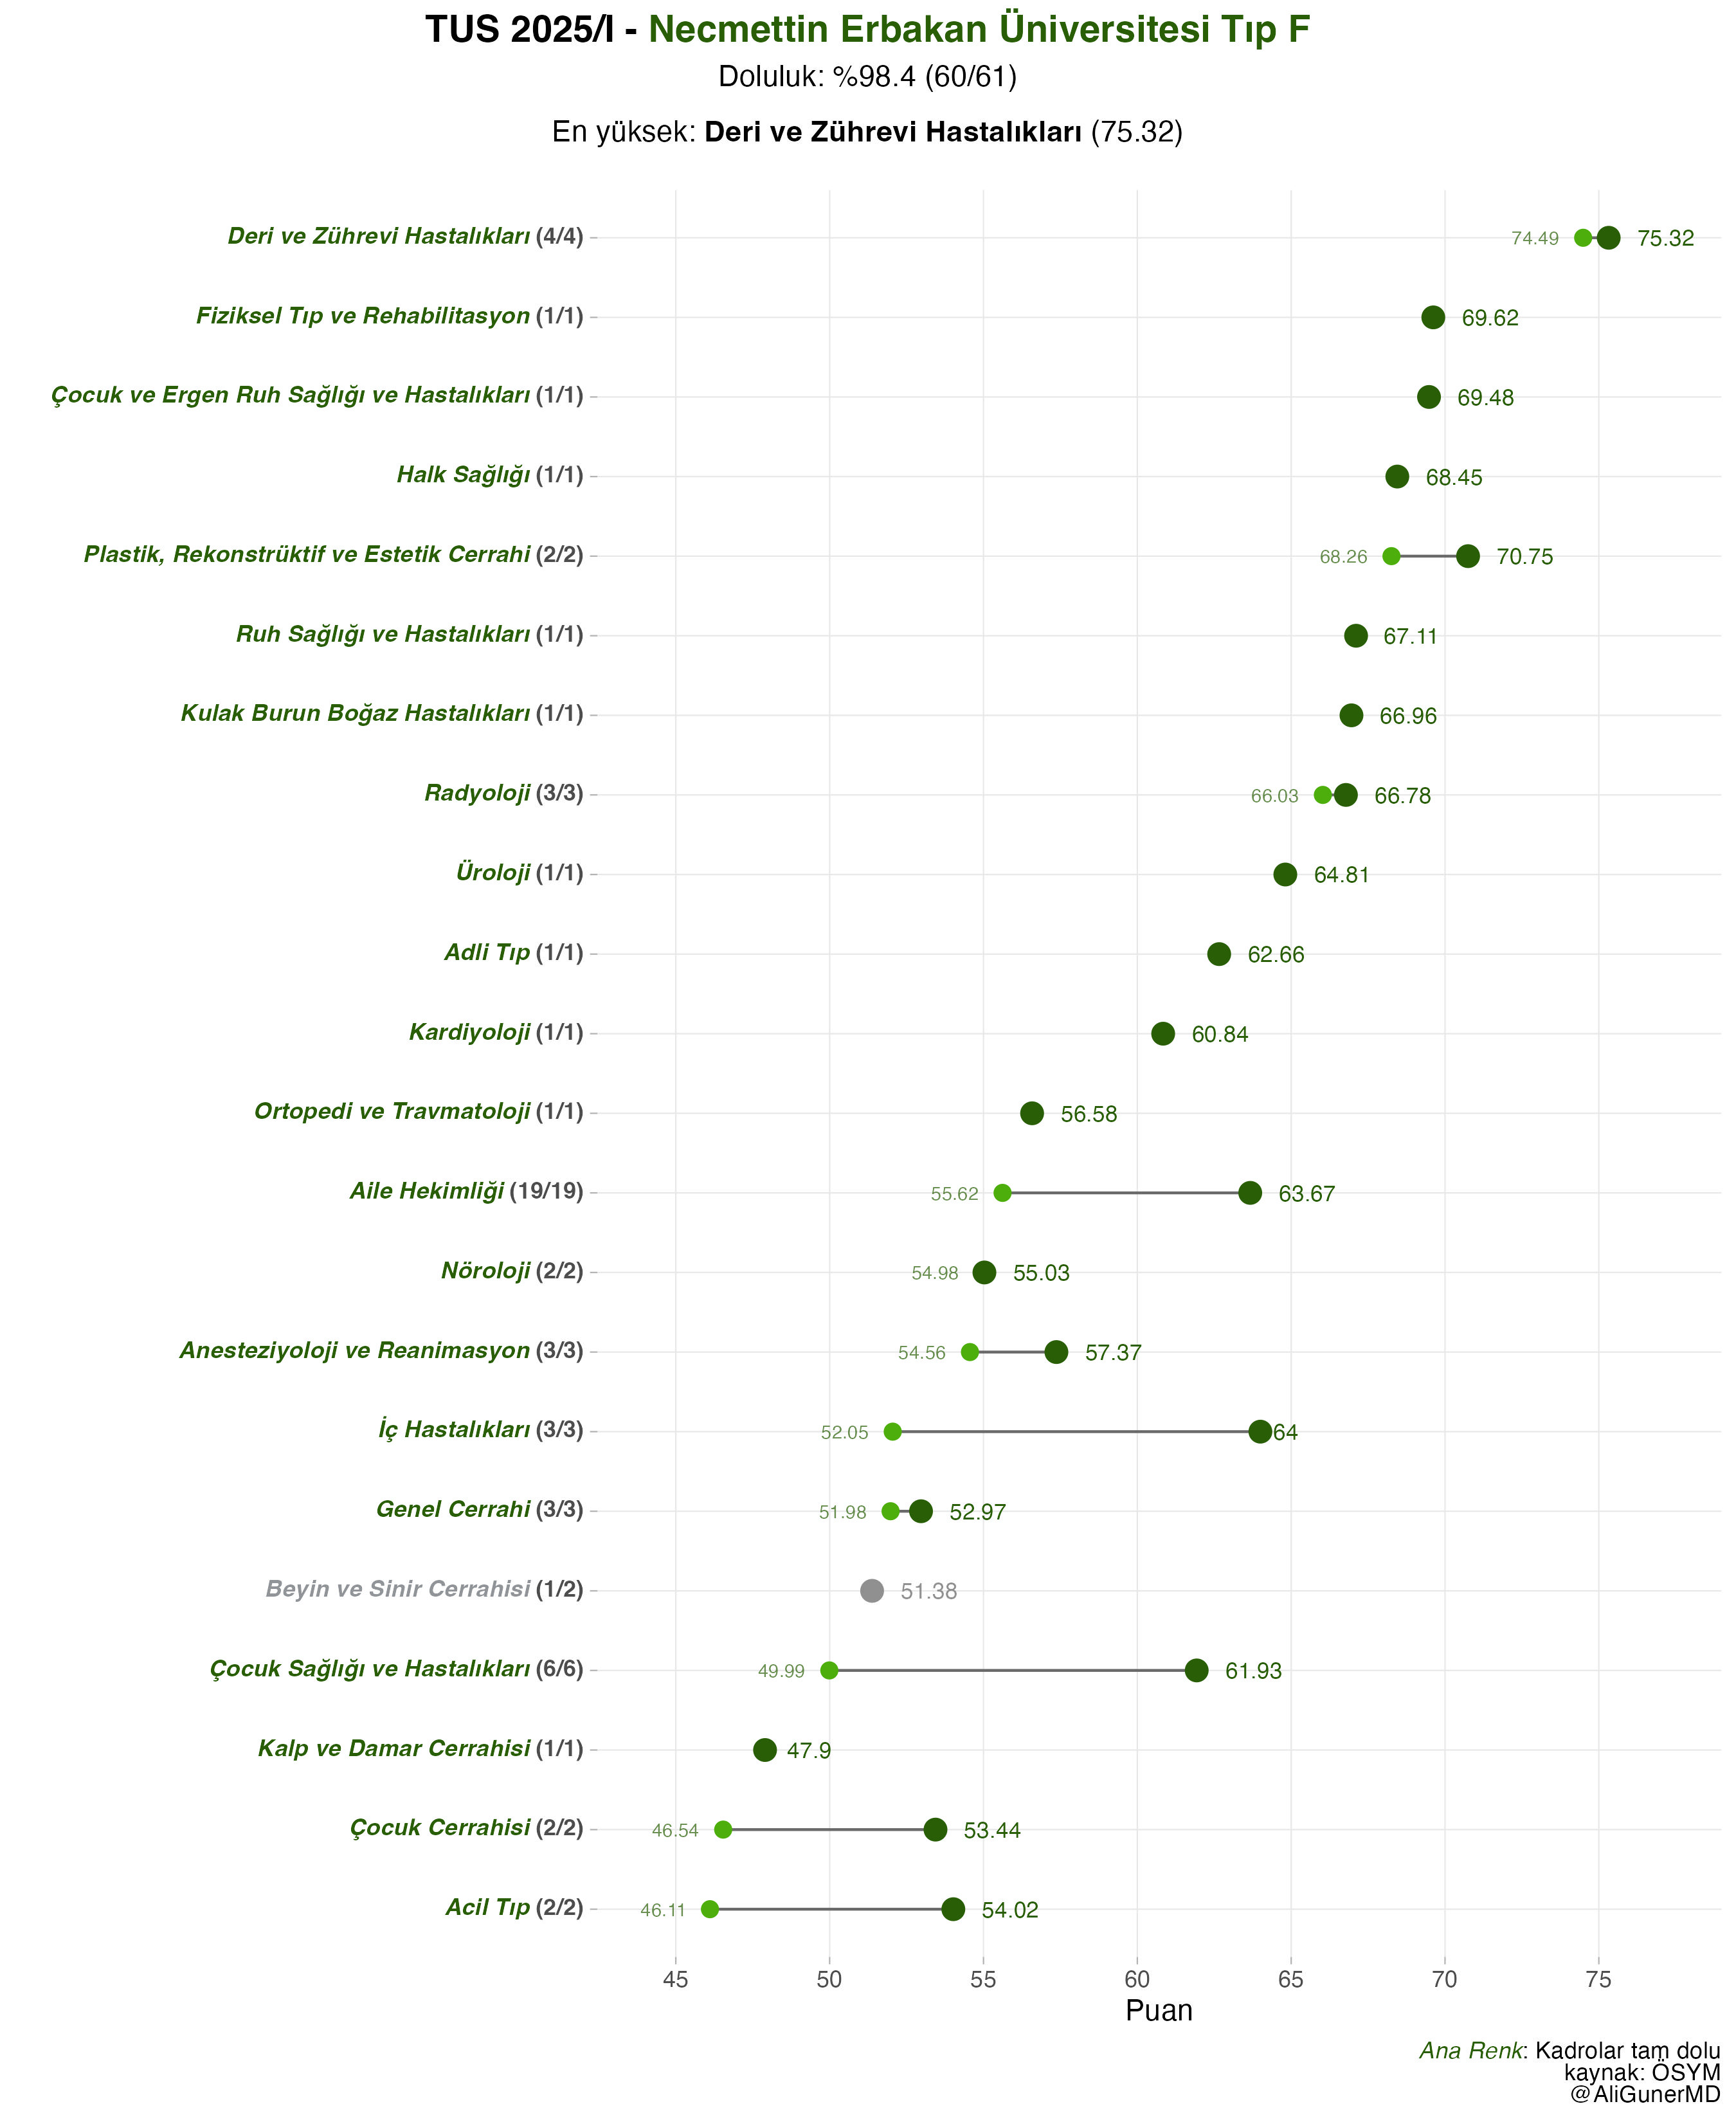 TUS 2025/I - Necmettin Erbakan Üniversitesi Tıp F
Doluluk: %98.4 (60/61)
En yüksek: Deri ve Zührevi Hastalıkları (75.32)
Deri ve Zührevi Hastalıkları (4/4) 74.49 75.32
Fiziksel Tıp ve Rehabilitasyon (1/1) 69.62
Çocuk ve Ergen Ruh Sağlığı ve Hastalıkları (1/1) 69.48
Halk Sağlığı (1/1) 68.45
Plastik, Rekonstrüktif ve Estetik Cerrahi (2/2) 68.26 70.75
Ruh Sağlığı ve Hastalıkları (1/1) 67.11
Kulak Burun Boğaz Hastalıkları (1/1) 66.96
Radyoloji (3/3) 66.03 66.78
Üroloji (1/1) 64.81
Adli Tıp (1/1) 62.66
Kardiyoloji (1/1) 60.84
Ortopedi ve Travmatoloji (1/1) 56.58
Aile Hekimliği (19/19) 55.62 63.67
Nöroloji (2/2) 54.98 55.03
Anesteziyoloji ve Reanimasyon (3/3) 54.56 57.37
İç Hastalıkları (3/3) 52.05 64
Genel Cerrahi (3/3) 51.98 52.97
Beyin ve Sinir Cerrahisi (1/2) 51.38
Çocuk Sağlığı ve Hastalıkları (6/6) 49.99 61.93
Kalp ve Damar Cerrahisi (1/1) 47.9
Çocuk Cerrahisi (2/2) 46.54 53.44
Acil Tıp (2/2) 46.11 54.02
45 50 55 60 65 70 75
Puan
Ana Renk: Kadrolar tam dolu
kaynak: ÖSYM
@AliGunerMD